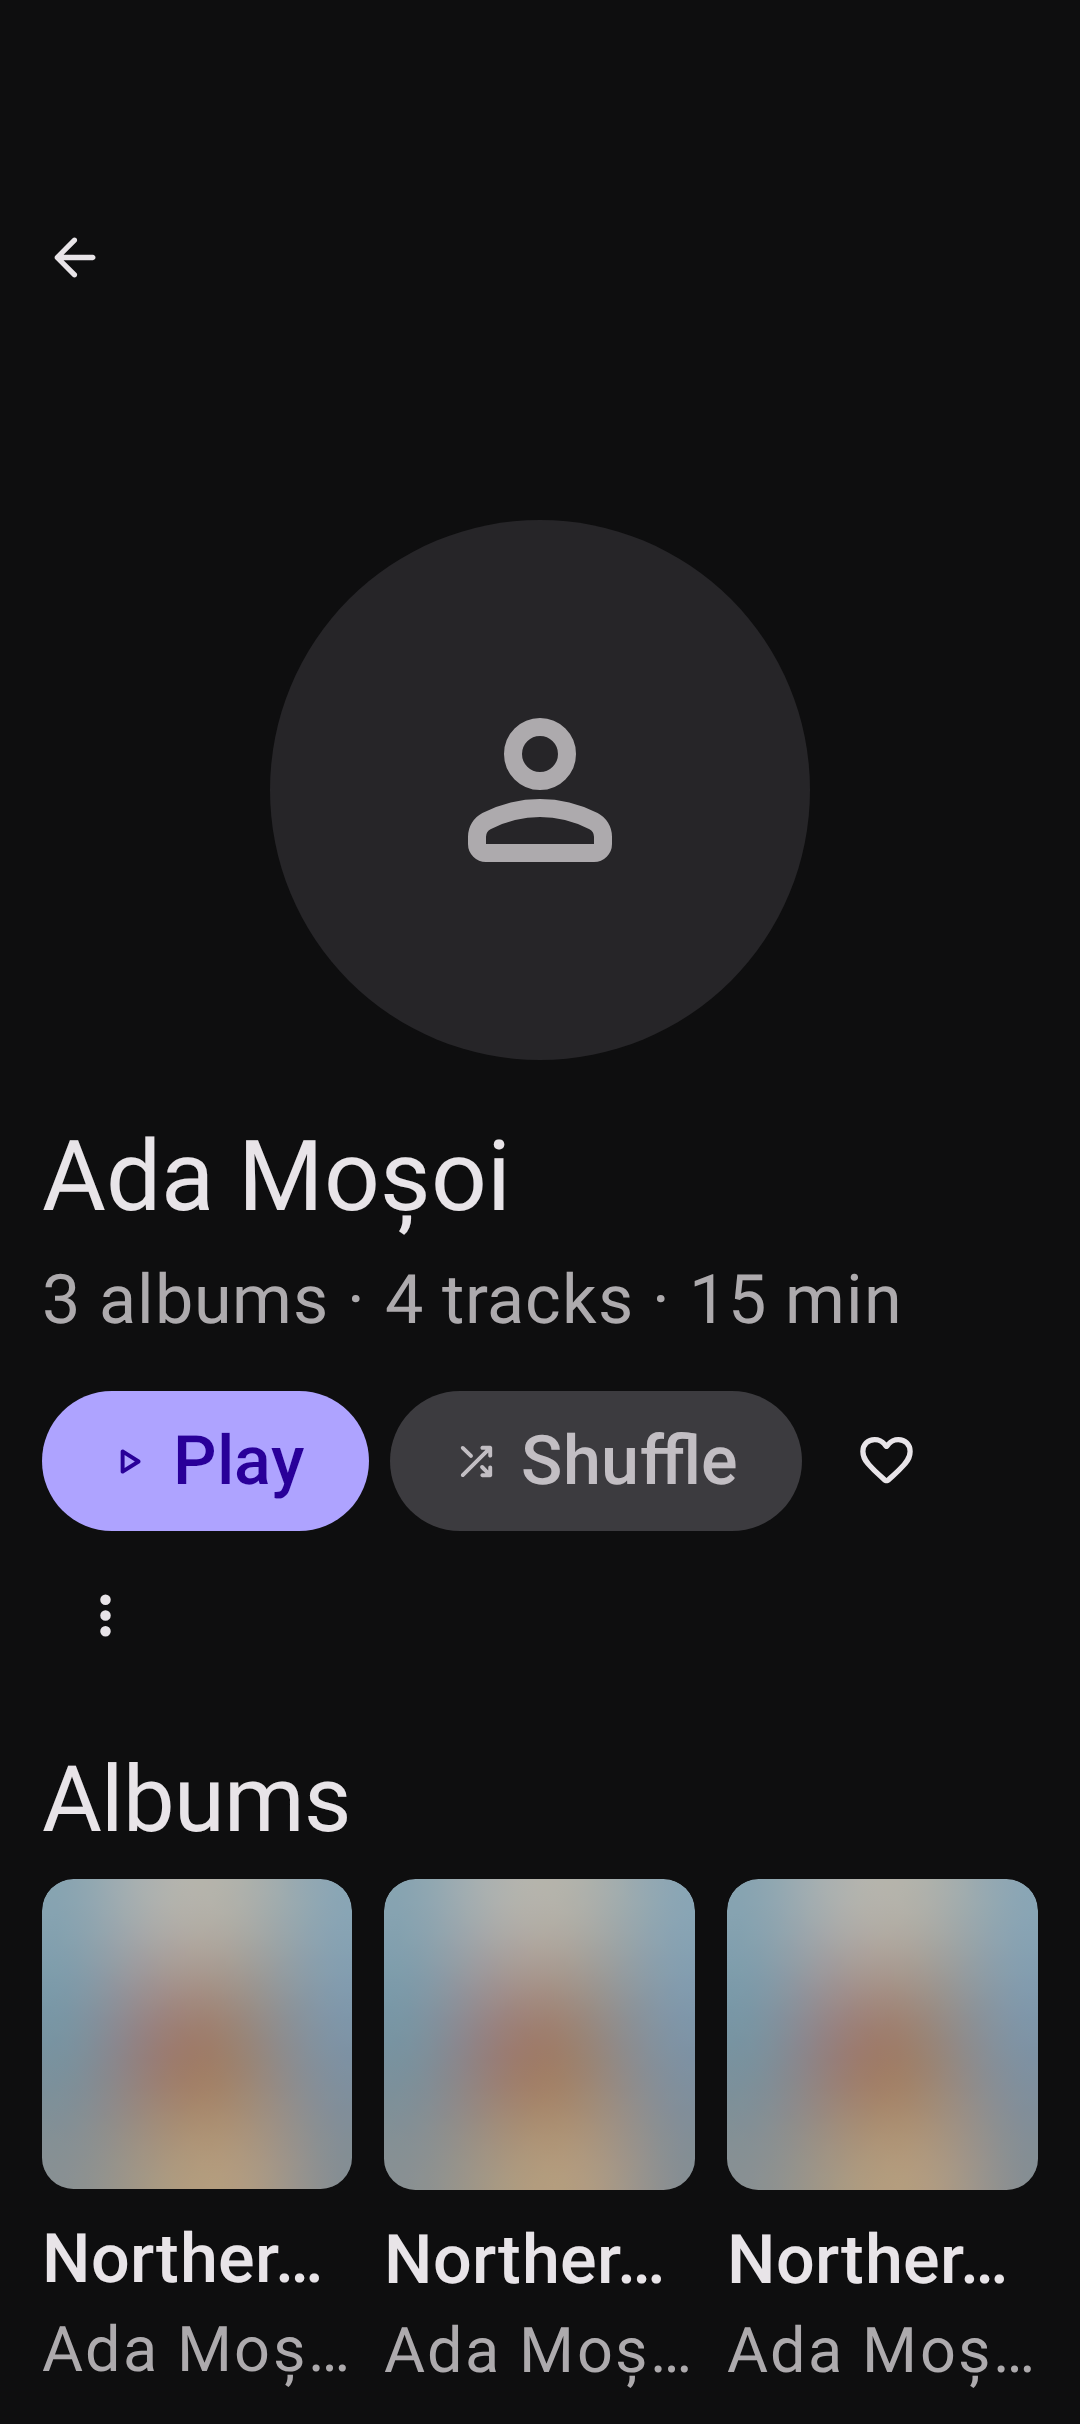 Ada Moșoi
3 albums · 4 tracks · 15 min
Play
Shuffle
Albums
Norther…
Norther…
Norther…
Ada Moș…
Ada Moș…
Ada Moș…